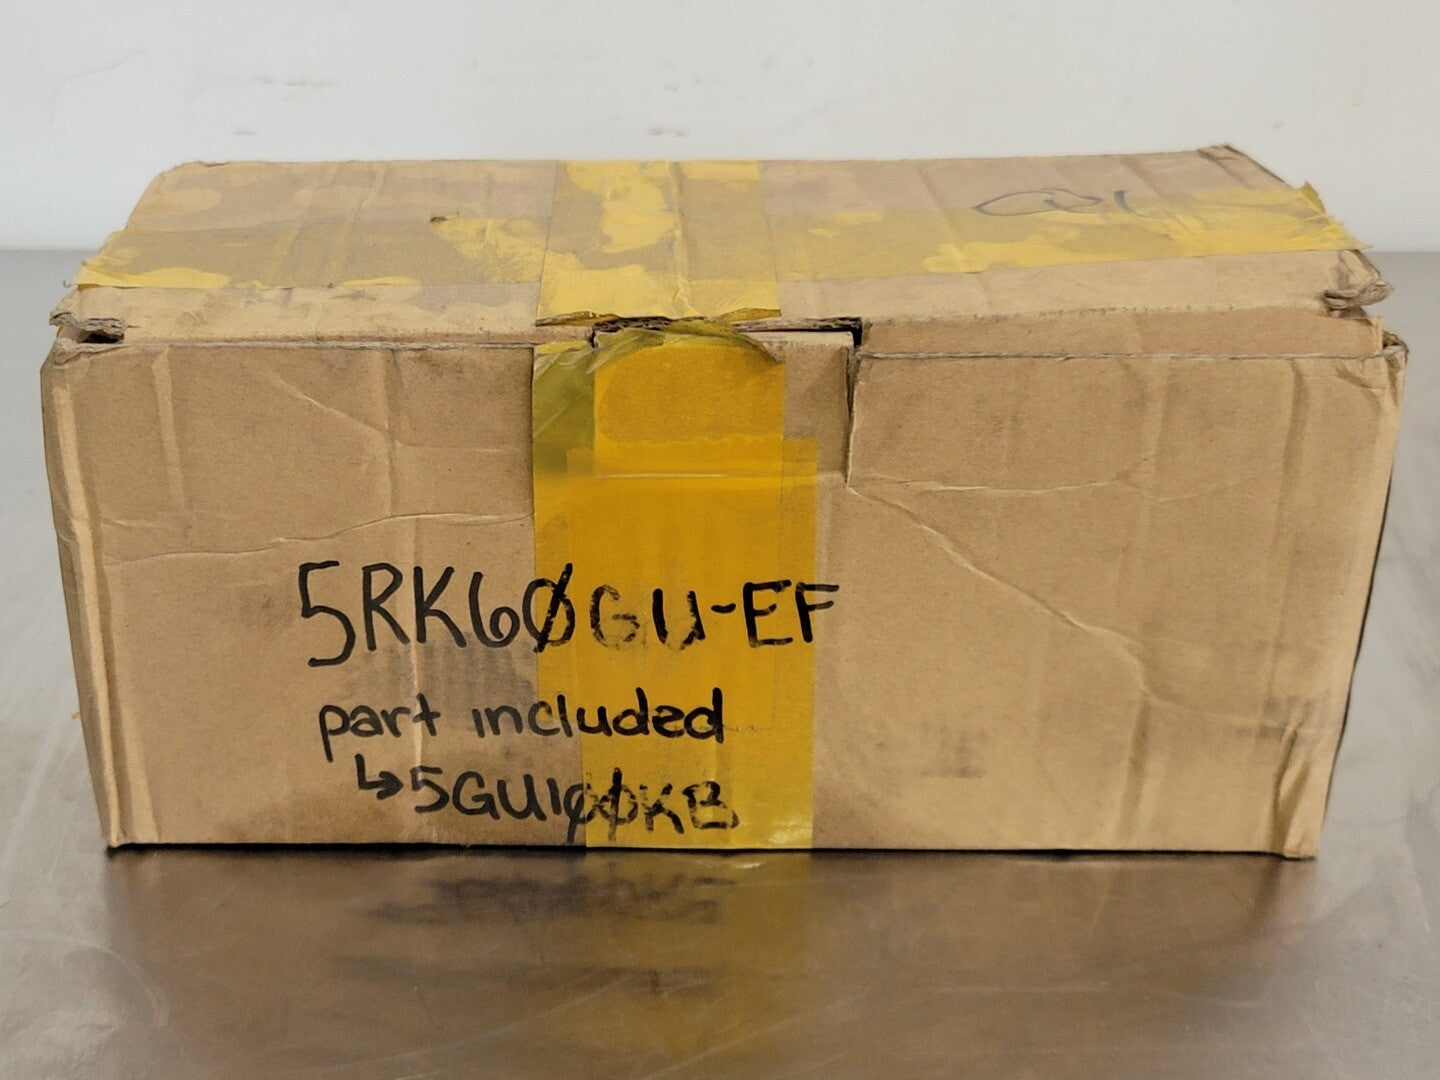 5RK60GU-EF
part included
↳5GU100KB